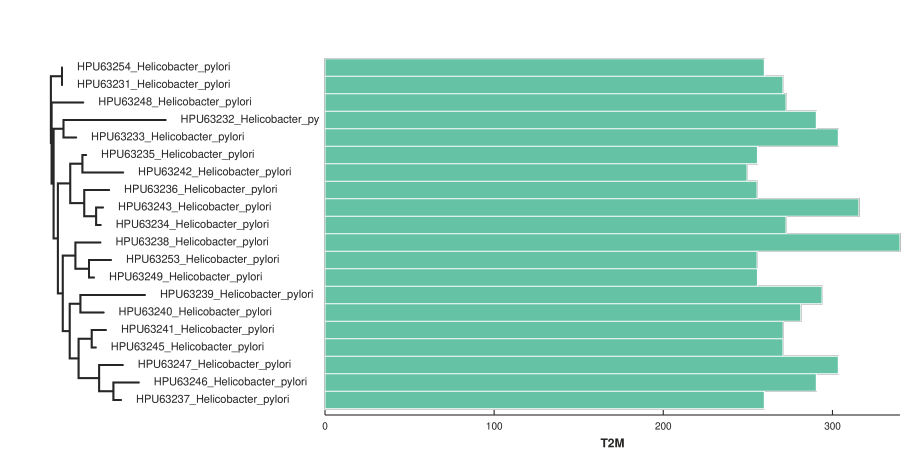 HPU63254_Helicobacter_pylori
HPU63231_Helicobacter_pylori
HPU63248_Helicobacter_pylori
HPU63232_Helicobacter_py
HPU63233_Helicobacter_pylori
HPU63235_Helicobacter_pylori
HPU63242_Helicobacter_pylori
HPU63236_Helicobacter_pylori
HPU63243_Helicobacter_pylori
HPU63234_Helicobacter_pylori
HPU63238_Helicobacter_pylori
HPU63253_Helicobacter_pylori
HPU63249_Helicobacter_pylori
HPU63239_Helicobacter_pylori
HPU63240_Helicobacter_pylori
HPU63241_Helicobacter_pylori
HPU63245_Helicobacter_pylori
HPU63247_Helicobacter_pylori
HPU63246_Helicobacter_pylori
HPU63237_Helicobacter_pylori
0 100 200 300
T2M